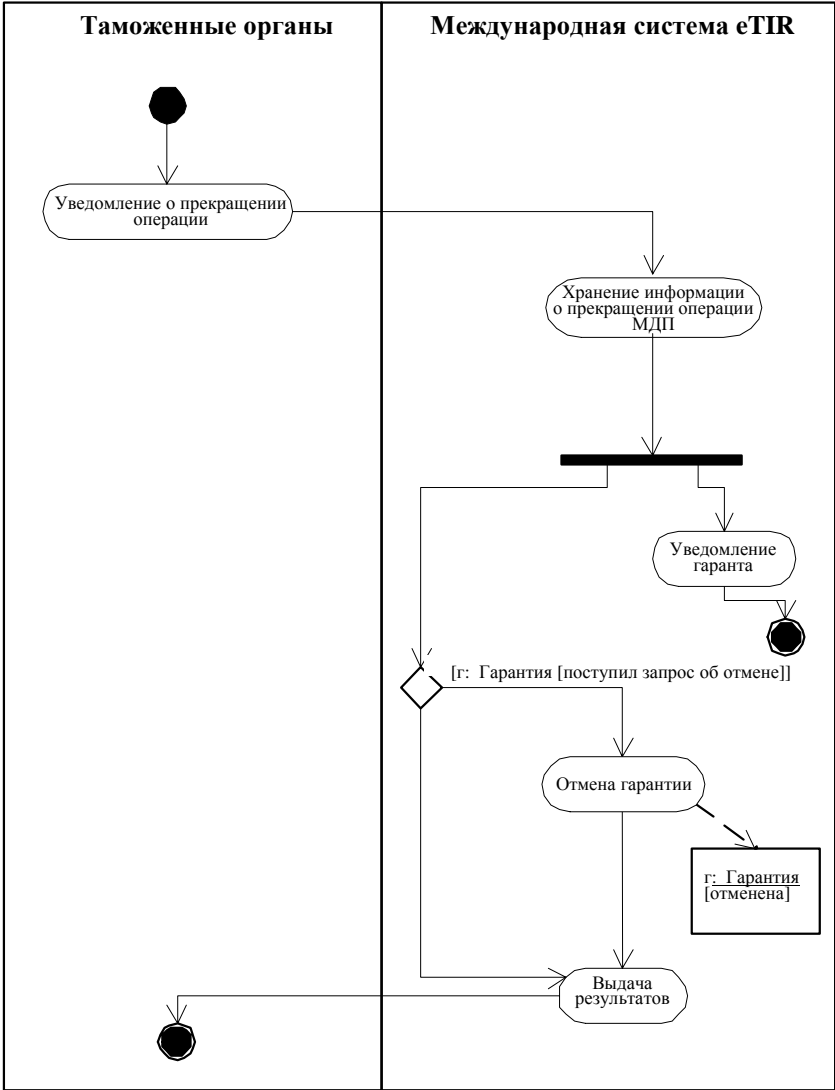 Таможенные органы
Международная система eTIR
Уведомление о прекращении
операции
Хранение информации
о прекращении операции
МДП
Уведомление
гаранта
[г: Гарантия [поступил запрос об отмене]]
Отмена гарантии
г: Гарантия
[отменена]
Выдача
результатов